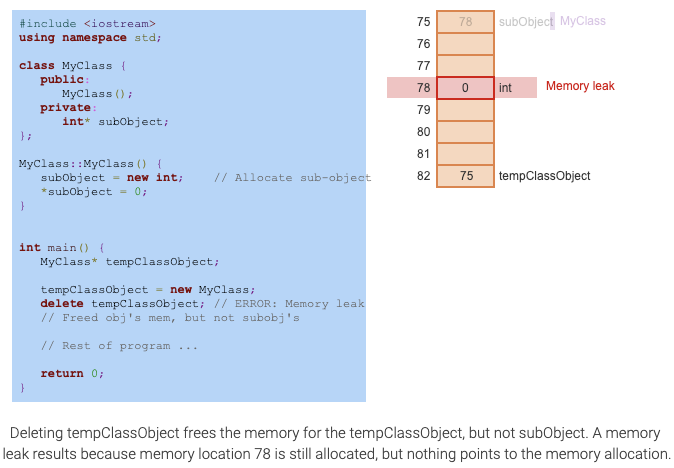 #include <iostream>
using namespace std;
class MyClass {
public:
MyClass();
private:
int* subObject;
};
MyClass::MyClass() {
subObject = new int;    // Allocate sub-object
*subObject = 0;
}
int main() {
MyClass* tempClassObject;
tempClassObject = new MyClass;
delete tempClassObject; // ERROR: Memory leak
// Freed obj's mem, but not subobj's
// Rest of program ...
return 0;
}
75 78 subObject MyClass
76
77
78 0 int Memory leak
79
80
81
82 75 tempClassObject
Deleting tempClassObject frees the memory for the tempClassObject, but not subObject. A memory
leak results because memory location 78 is still allocated, but nothing points to the memory allocation.